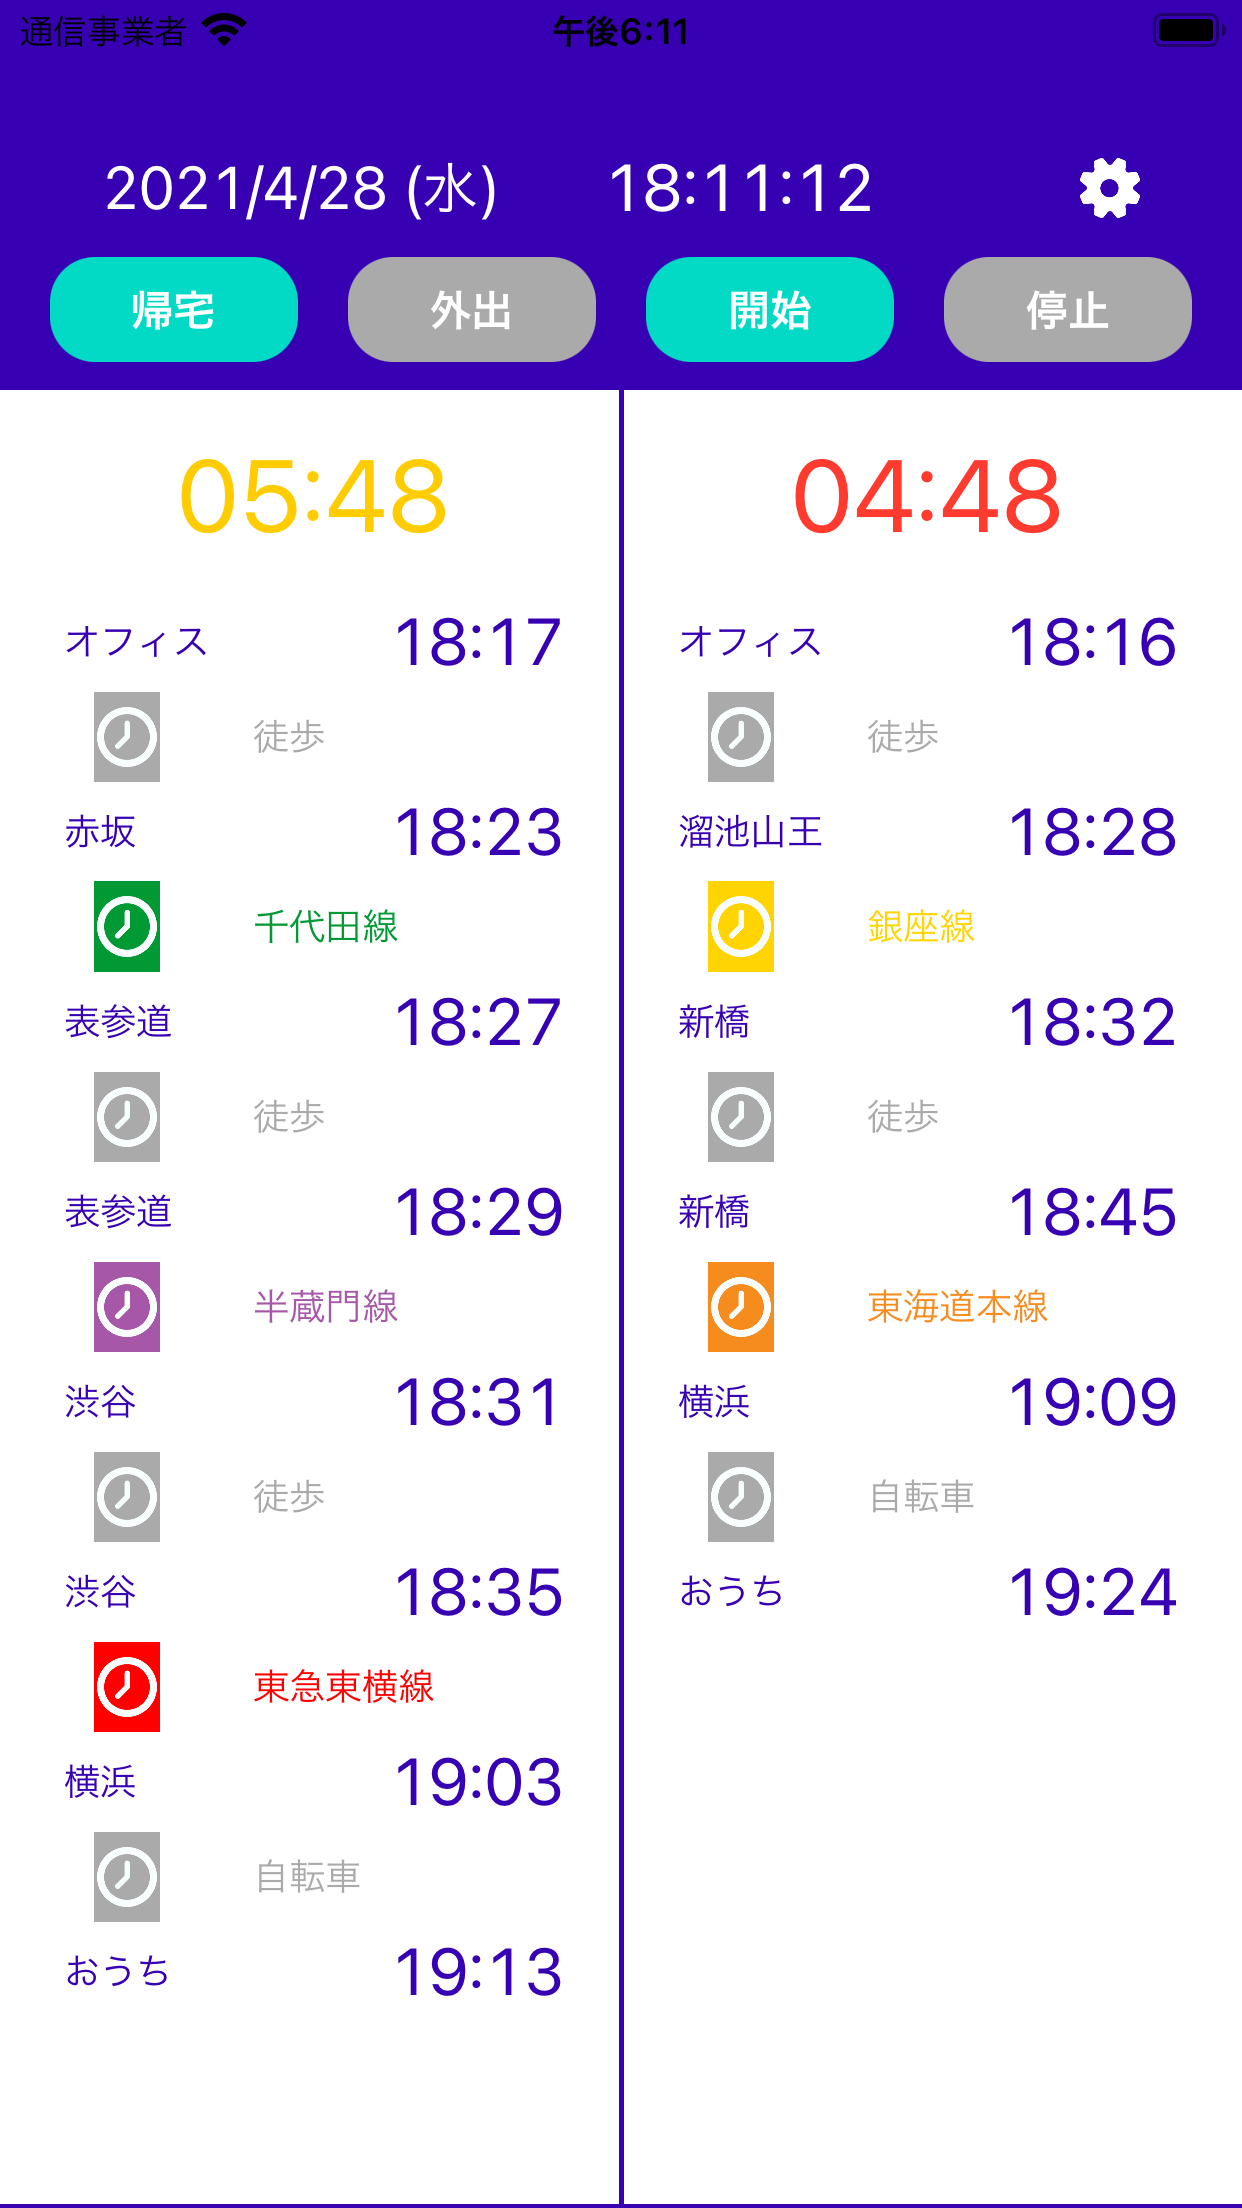 通信事業者 午後6:11
2021/4/28 (水) 18:11:12
帰宅 外出 開始 停止
05:48
オフィス 18:17
徒歩
赤坂 18:23
千代田線
表参道 18:27
徒歩
表参道 18:29
半蔵門線
渋谷 18:31
徒歩
渋谷 18:35
東急東横線
横浜 19:03
自転車
おうち 19:13
04:48
オフィス 18:16
徒歩
溜池山王 18:28
銀座線
新橋 18:32
徒歩
新橋 18:45
東海道本線
横浜 19:09
自転車
おうち 19:24